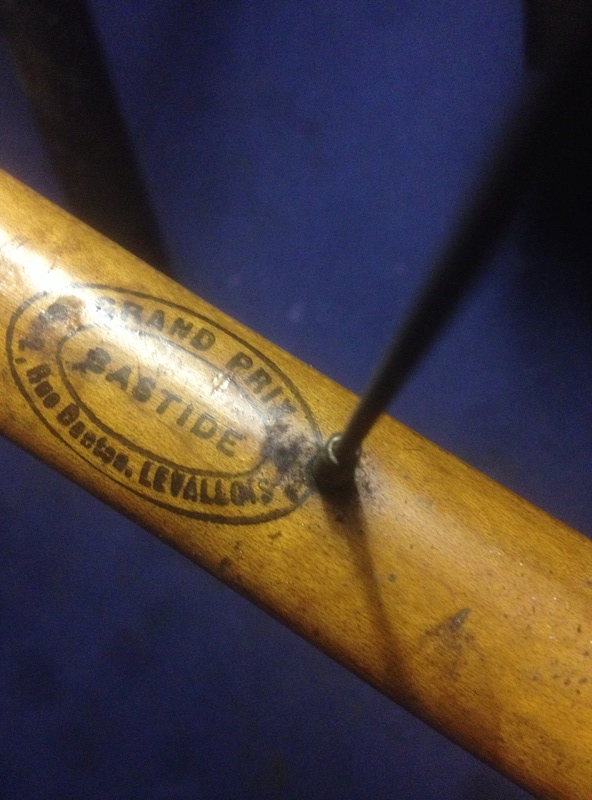 GRAND PRIX
BASTIDE
, Rue Danton, LEVALLOIS